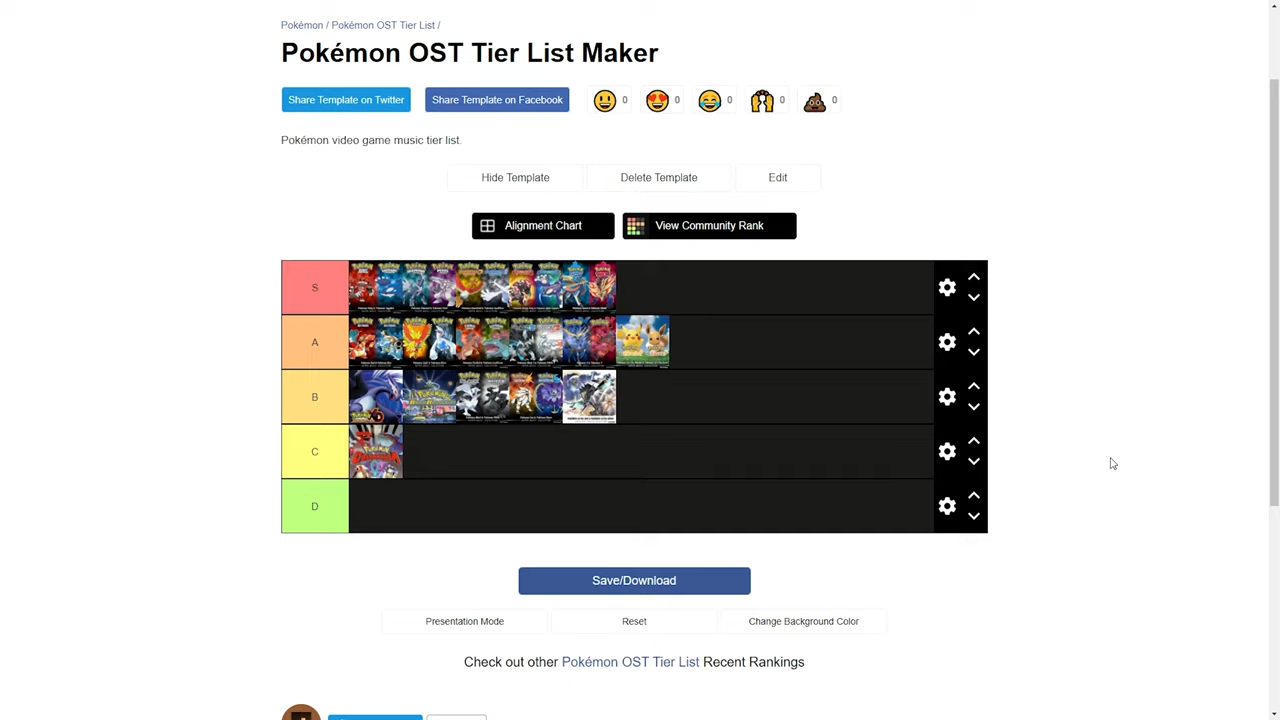 Pokémon / Pokémon OST Tier List /
Pokémon OST Tier List Maker
Share Template on Twitter
Share Template on Facebook
0
0
0
0
0
Pokémon video game music tier list.
Hide Template
Delete Template
Edit
Alignment Chart
View Community Rank
S
A
B
C
D
Save/Download
Presentation Mode
Reset
Change Background Color
Check out other Pokémon OST Tier List Recent Rankings